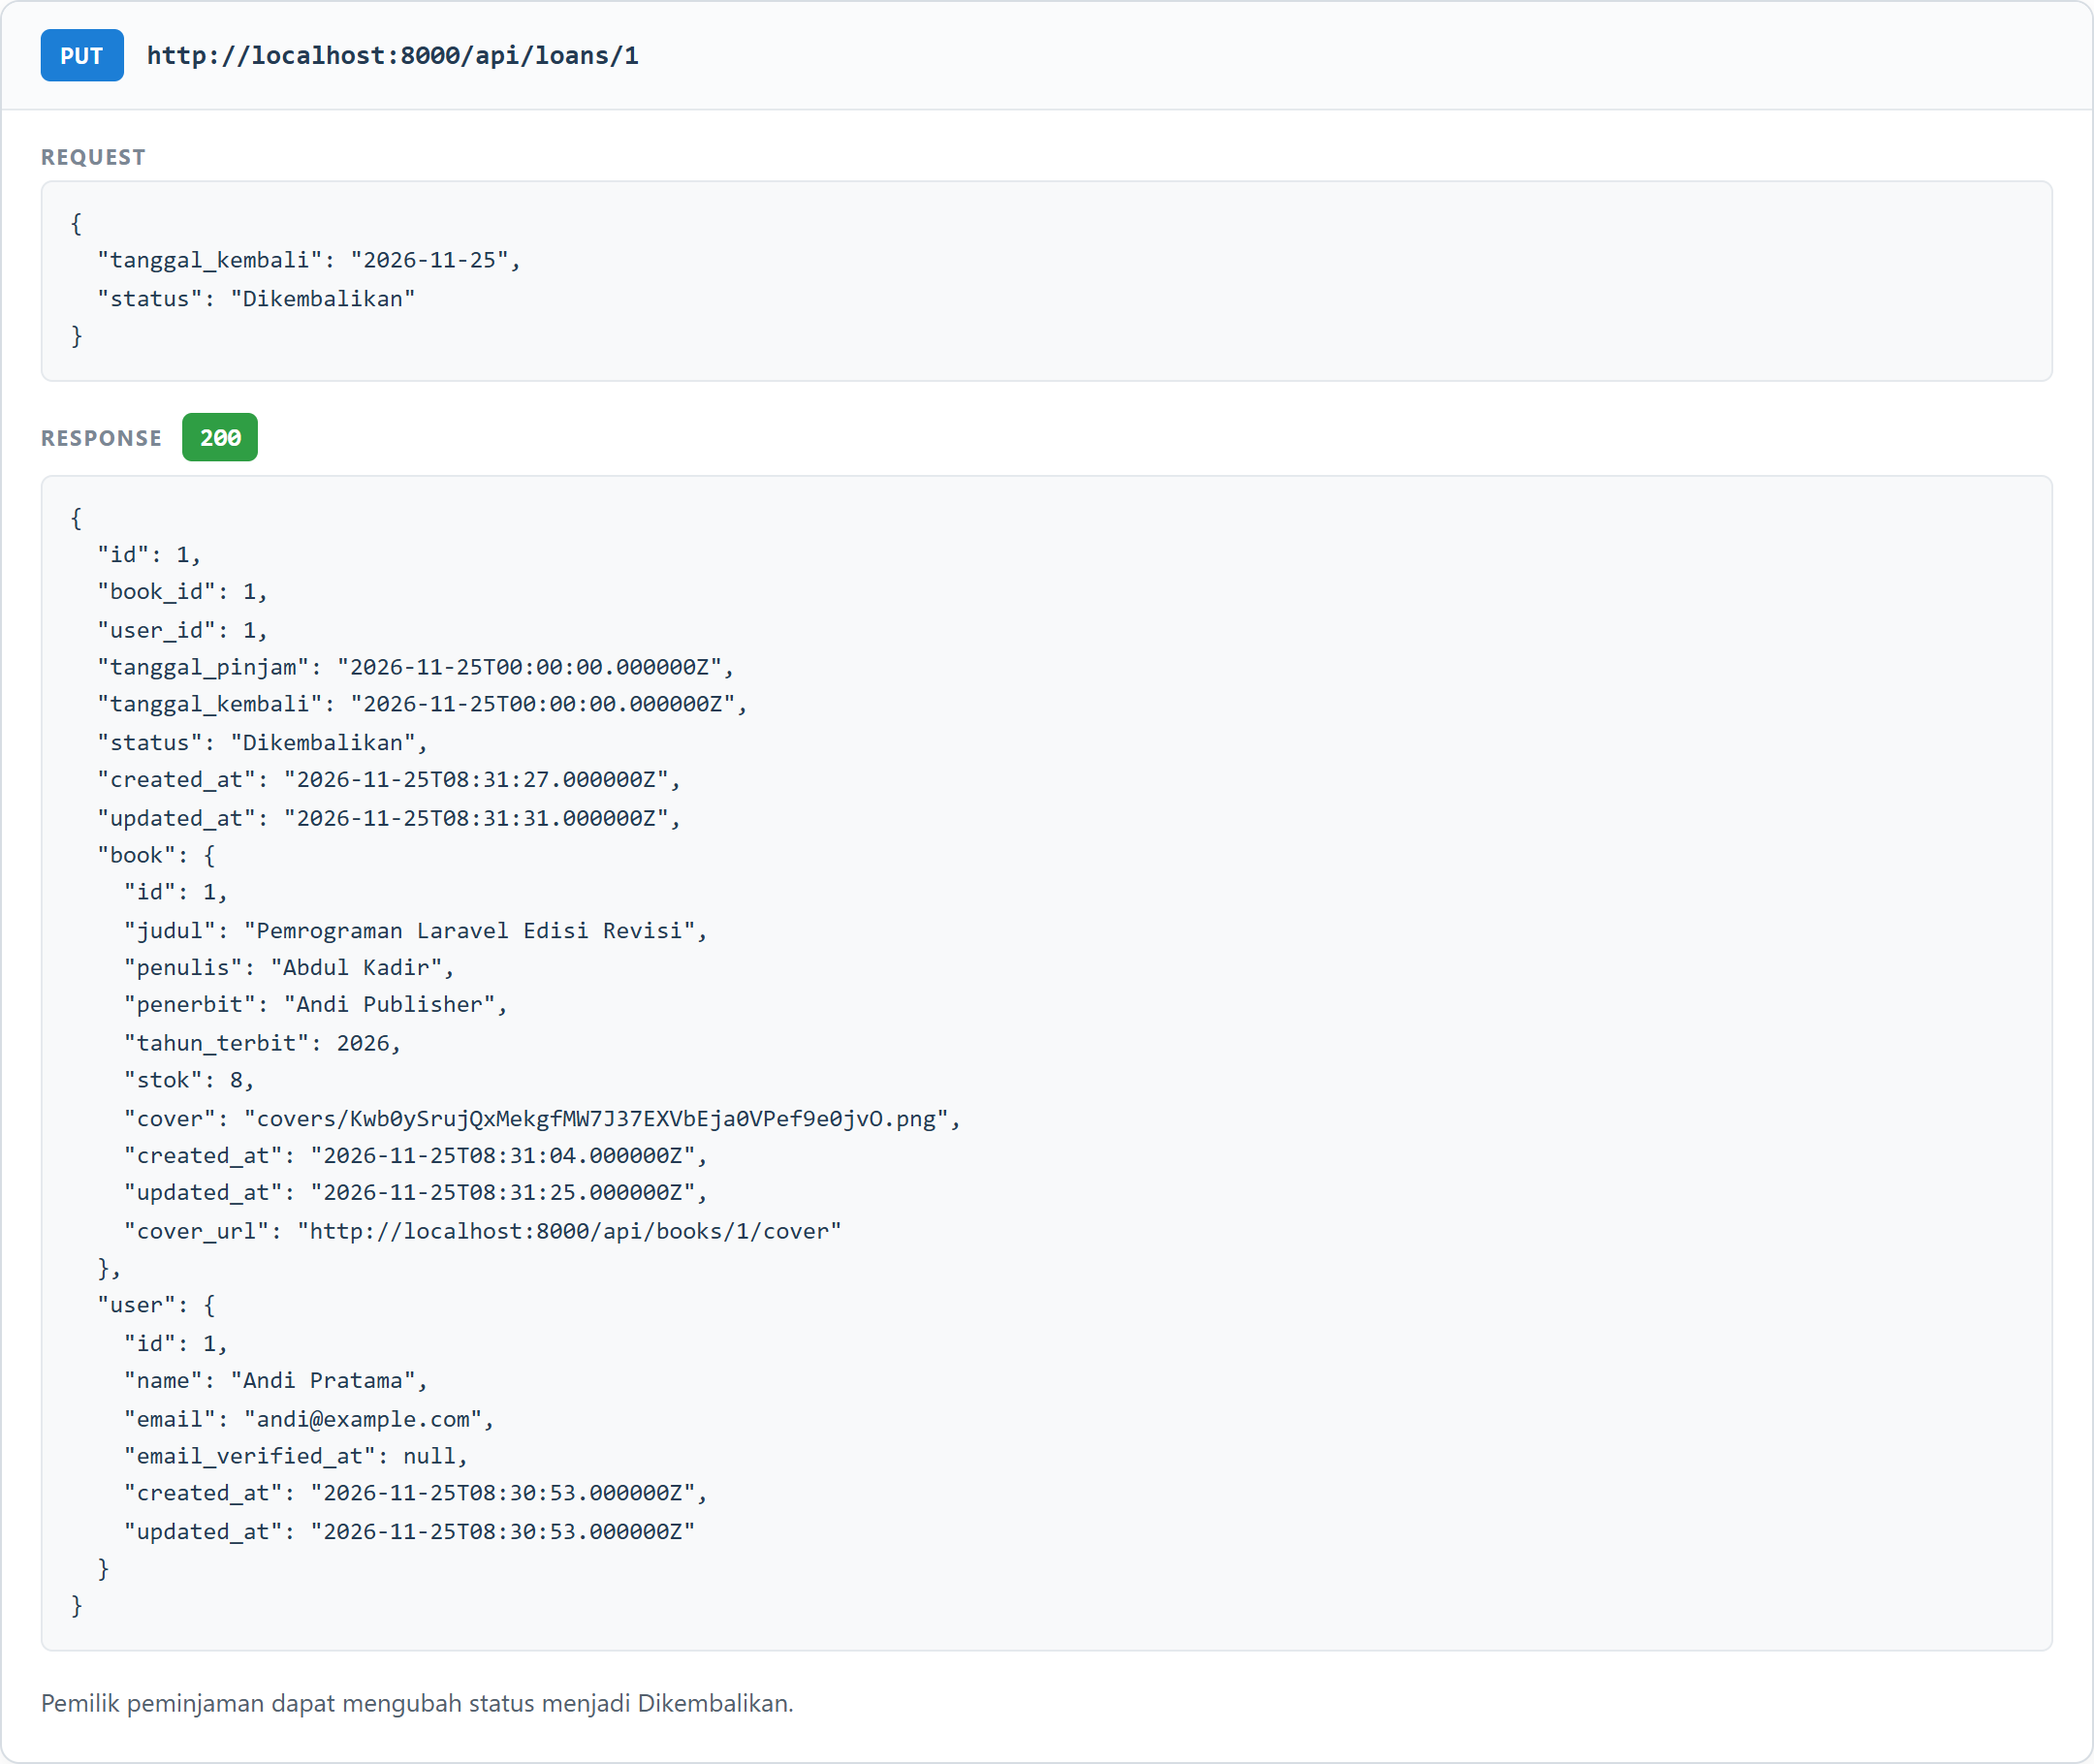 PUT http://localhost:8000/api/loans/1
REQUEST
{
  "tanggal_kembali": "2026-11-25",
  "status": "Dikembalikan"
}
RESPONSE 200
{
  "id": 1,
  "book_id": 1,
  "user_id": 1,
  "tanggal_pinjam": "2026-11-25T00:00:00.000000Z",
  "tanggal_kembali": "2026-11-25T00:00:00.000000Z",
  "status": "Dikembalikan",
  "created_at": "2026-11-25T08:31:27.000000Z",
  "updated_at": "2026-11-25T08:31:31.000000Z",
  "book": {
    "id": 1,
    "judul": "Pemrograman Laravel Edisi Revisi",
    "penulis": "Abdul Kadir",
    "penerbit": "Andi Publisher",
    "tahun_terbit": 2026,
    "stok": 8,
    "cover": "covers/Kwb0ySrujQxMekgfMW7J37EXVbEja0VPef9e0jvO.png",
    "created_at": "2026-11-25T08:31:04.000000Z",
    "updated_at": "2026-11-25T08:31:25.000000Z",
    "cover_url": "http://localhost:8000/api/books/1/cover"
  },
  "user": {
    "id": 1,
    "name": "Andi Pratama",
    "email": "andi@example.com",
    "email_verified_at": null,
    "created_at": "2026-11-25T08:30:53.000000Z",
    "updated_at": "2026-11-25T08:30:53.000000Z"
  }
}
Pemilik peminjaman dapat mengubah status menjadi Dikembalikan.